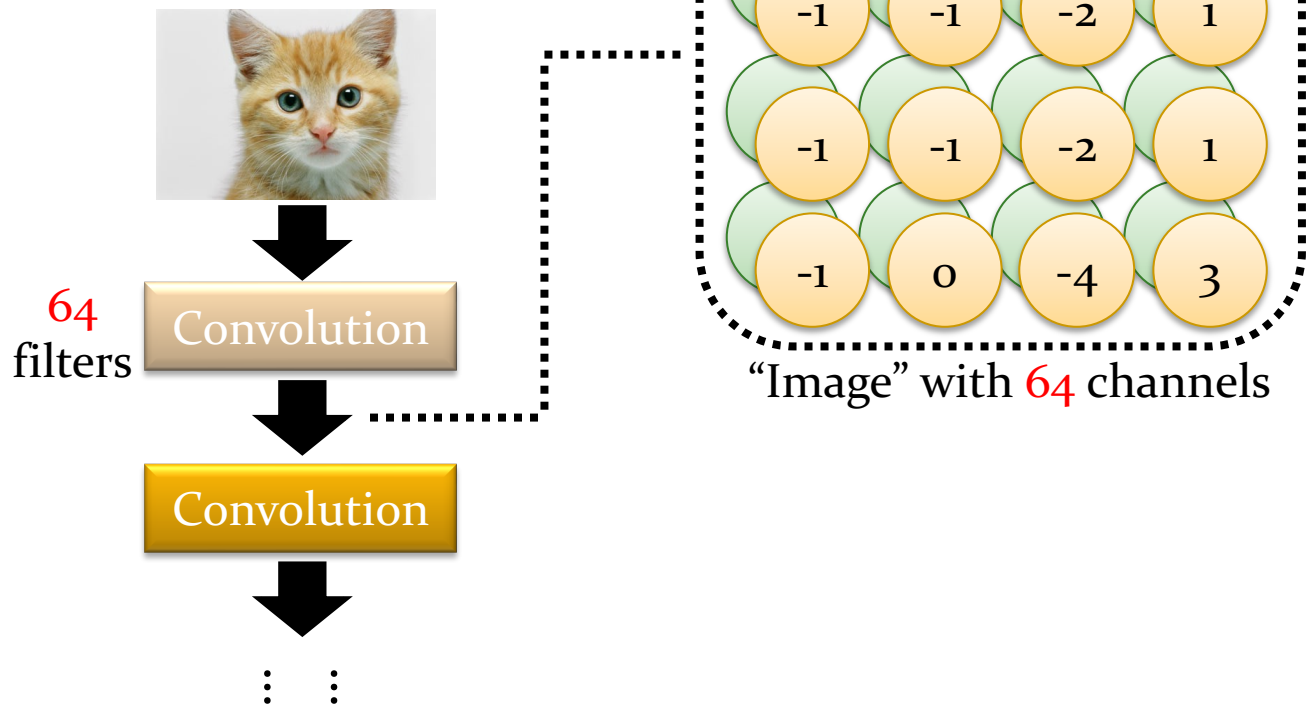 -1 -1 -2 1
-1 -1 -2 1
-1 0 -4 3
64
filters
Convolution
“Image” with 64 channels
Convolution